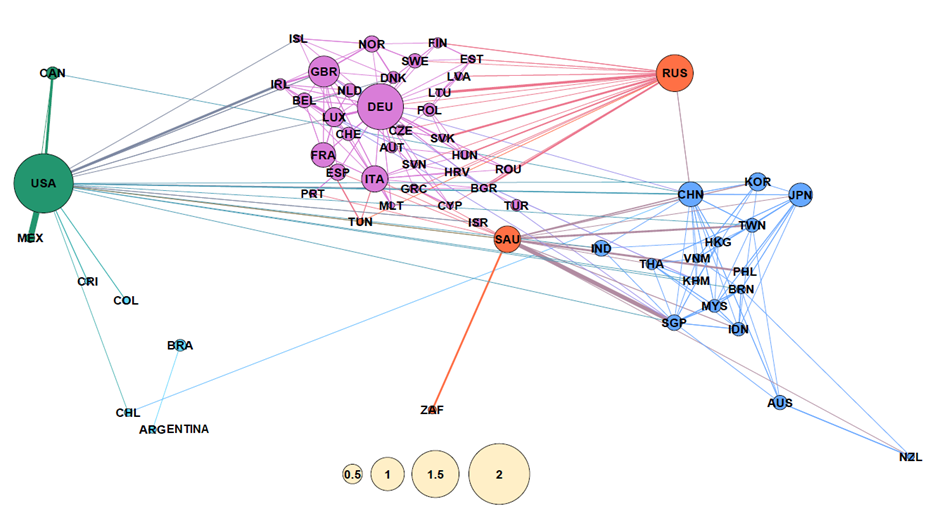 ISL
NOR
FIN
CAN
GBR
SWE
EST
RUS
IRL
NLD
DNK
LVA
BEL
DEU
LTU
LUX
POL
CHE
CZE
SVK
AUT
FRA
HUN
ESP
ITA
SVN
HRV
ROU
USA
PRT
GRC
BGR
CHN
KOR
JPN
MLT
CYP
TUR
TUN
ISR
TWN
MEX
SAU
IND
HKG
THA
VNM
PHL
CRI
KHM
BRN
COL
MYS
SGP
IDN
BRA
CHL
ZAF
AUS
ARGENTINA
NZL
0.5 1 1.5 2